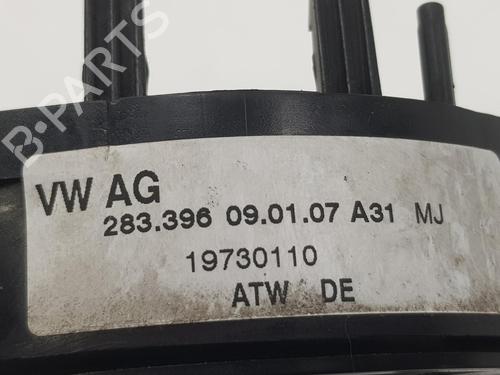 B-PARTS
VW AG
283.396 09.01.07 A31 MJ
19730110
ATW DE